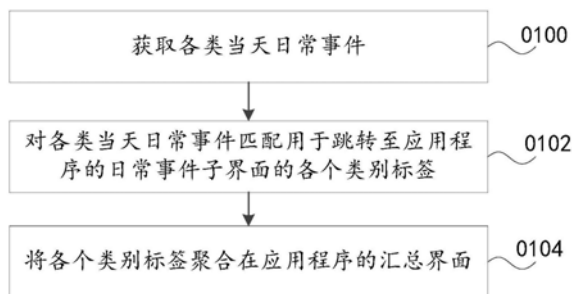 获取各类当天日常事件
0100
对各类当天日常事件匹配用于跳转至应用程
序的日常事件子界面的各个类别标签
0102
将各个类别标签聚合在应用程序的汇总界面
0104